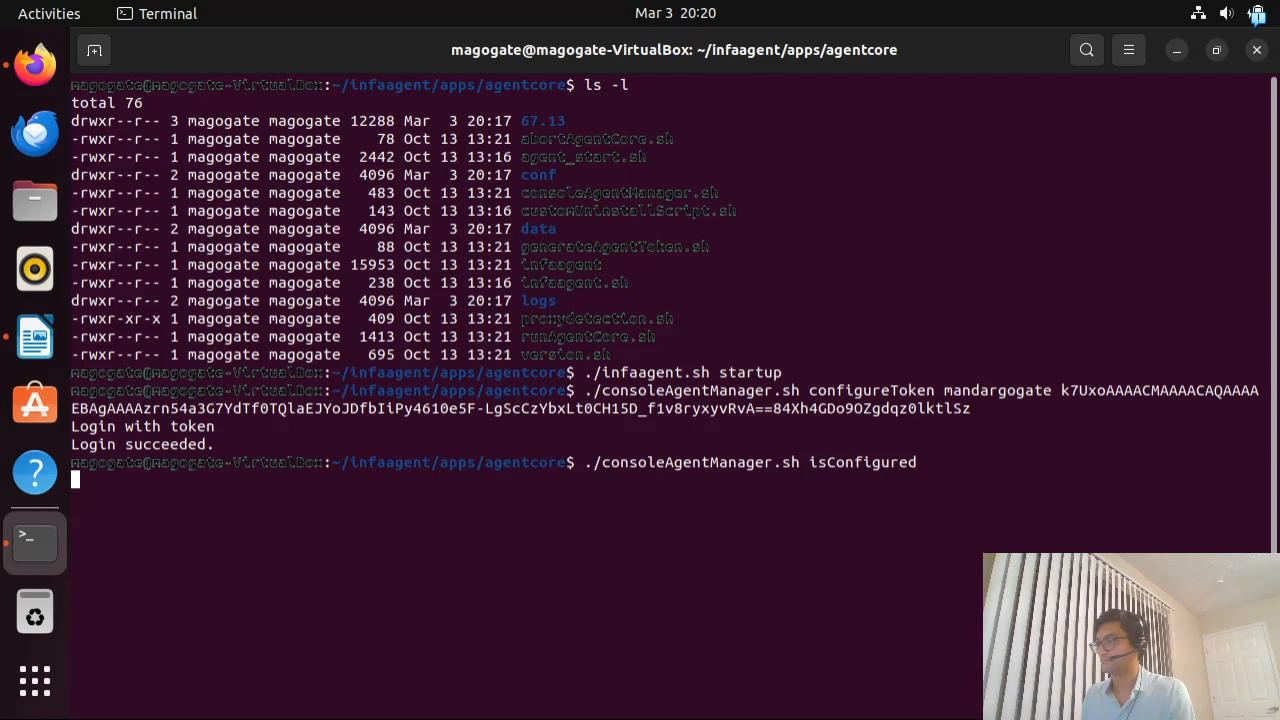 Activities
Terminal
Mar 3 20:20
magogate@magogate-VirtualBox: ~/infaagent/apps/agentcore
magogate@magogate-VirtualBox:~/infaagent/apps/agentcore$ ls -l
total 76
drwxr--r-- 3 magogate magogate 12288 Mar  3 20:17 67.13
-rwxr--r-- 1 magogate magogate    78 Oct 13 13:21 abortAgentCore.sh
-rwxr--r-- 1 magogate magogate  2442 Oct 13 13:16 agent_start.sh
drwxr--r-- 2 magogate magogate  4096 Mar  3 20:17 conf
-rwxr--r-- 1 magogate magogate   483 Oct 13 13:21 consoleAgentManager.sh
-rwxr--r-- 1 magogate magogate   143 Oct 13 13:16 customUninstallScript.sh
drwxr--r-- 2 magogate magogate  4096 Mar  3 20:17 data
-rwxr--r-- 1 magogate magogate    88 Oct 13 13:21 generateAgentToken.sh
-rwxr--r-- 1 magogate magogate 15953 Oct 13 13:21 infaagent
-rwxr--r-- 1 magogate magogate   238 Oct 13 13:16 infaagent.sh
drwxr--r-- 2 magogate magogate  4096 Mar  3 20:17 logs
-rwxr-xr-x 1 magogate magogate   409 Oct 13 13:21 proxydetection.sh
-rwxr--r-- 1 magogate magogate  1413 Oct 13 13:21 runAgentCore.sh
-rwxr--r-- 1 magogate magogate   695 Oct 13 13:21 version.sh
magogate@magogate-VirtualBox:~/infaagent/apps/agentcore$ ./infaagent.sh startup
magogate@magogate-VirtualBox:~/infaagent/apps/agentcore$ ./consoleAgentManager.sh configureToken mandargogate k7UxoAAAACMAAAACAQAAAA
EBAgAAAAzrn54a3G7YdTf0TQlaEJYoJDfbIiPy4610e5F-LgScCzYbxLt0CH15D_f1v8ryxyvRvA==84Xh4GDo9OZgdqz0lktlSz
Login with token
Login succeeded.
magogate@magogate-VirtualBox:~/infaagent/apps/agentcore$ ./consoleAgentManager.sh isConfigured